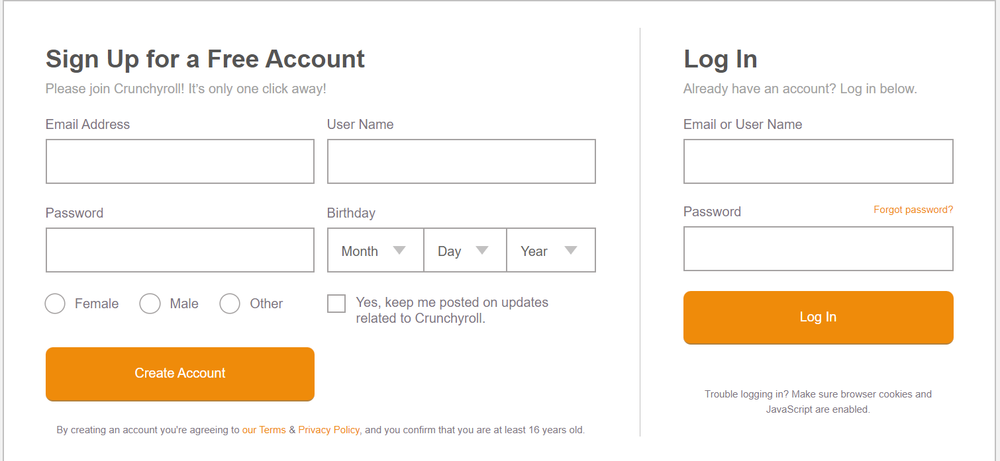 Sign Up for a Free Account
Please join Crunchyroll! It’s only one click away!
Email Address
User Name
Password
Birthday
Month
Day
Year
Female
Male
Other
Yes, keep me posted on updates
related to Crunchyroll.
Create Account
By creating an account you're agreeing to our Terms & Privacy Policy, and you confirm that you are at least 16 years old.
Log In
Already have an account? Log in below.
Email or User Name
Password
Forgot password?
Log In
Trouble logging in? Make sure browser cookies and
JavaScript are enabled.